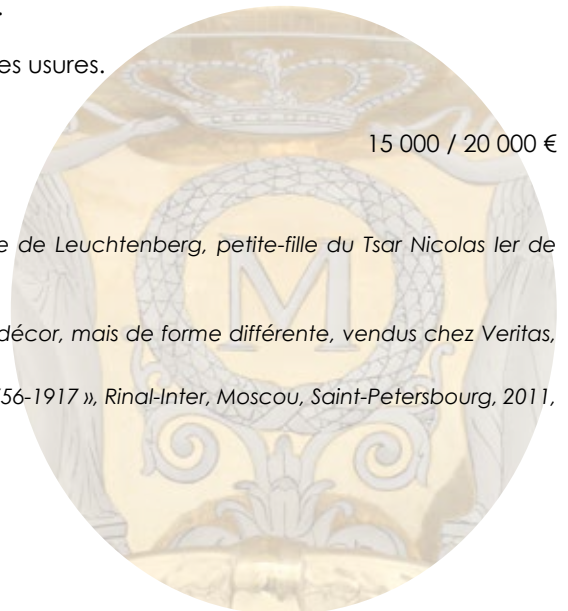 .
es usures.
15 000 / 20 000 €
e de Leuchtenberg, petite-fille du Tsar Nicolas Ier de
décor, mais de forme différente, vendus chez Veritas,
56-1917 », Rinal-Inter, Moscou, Saint-Petersbourg, 2011,
M